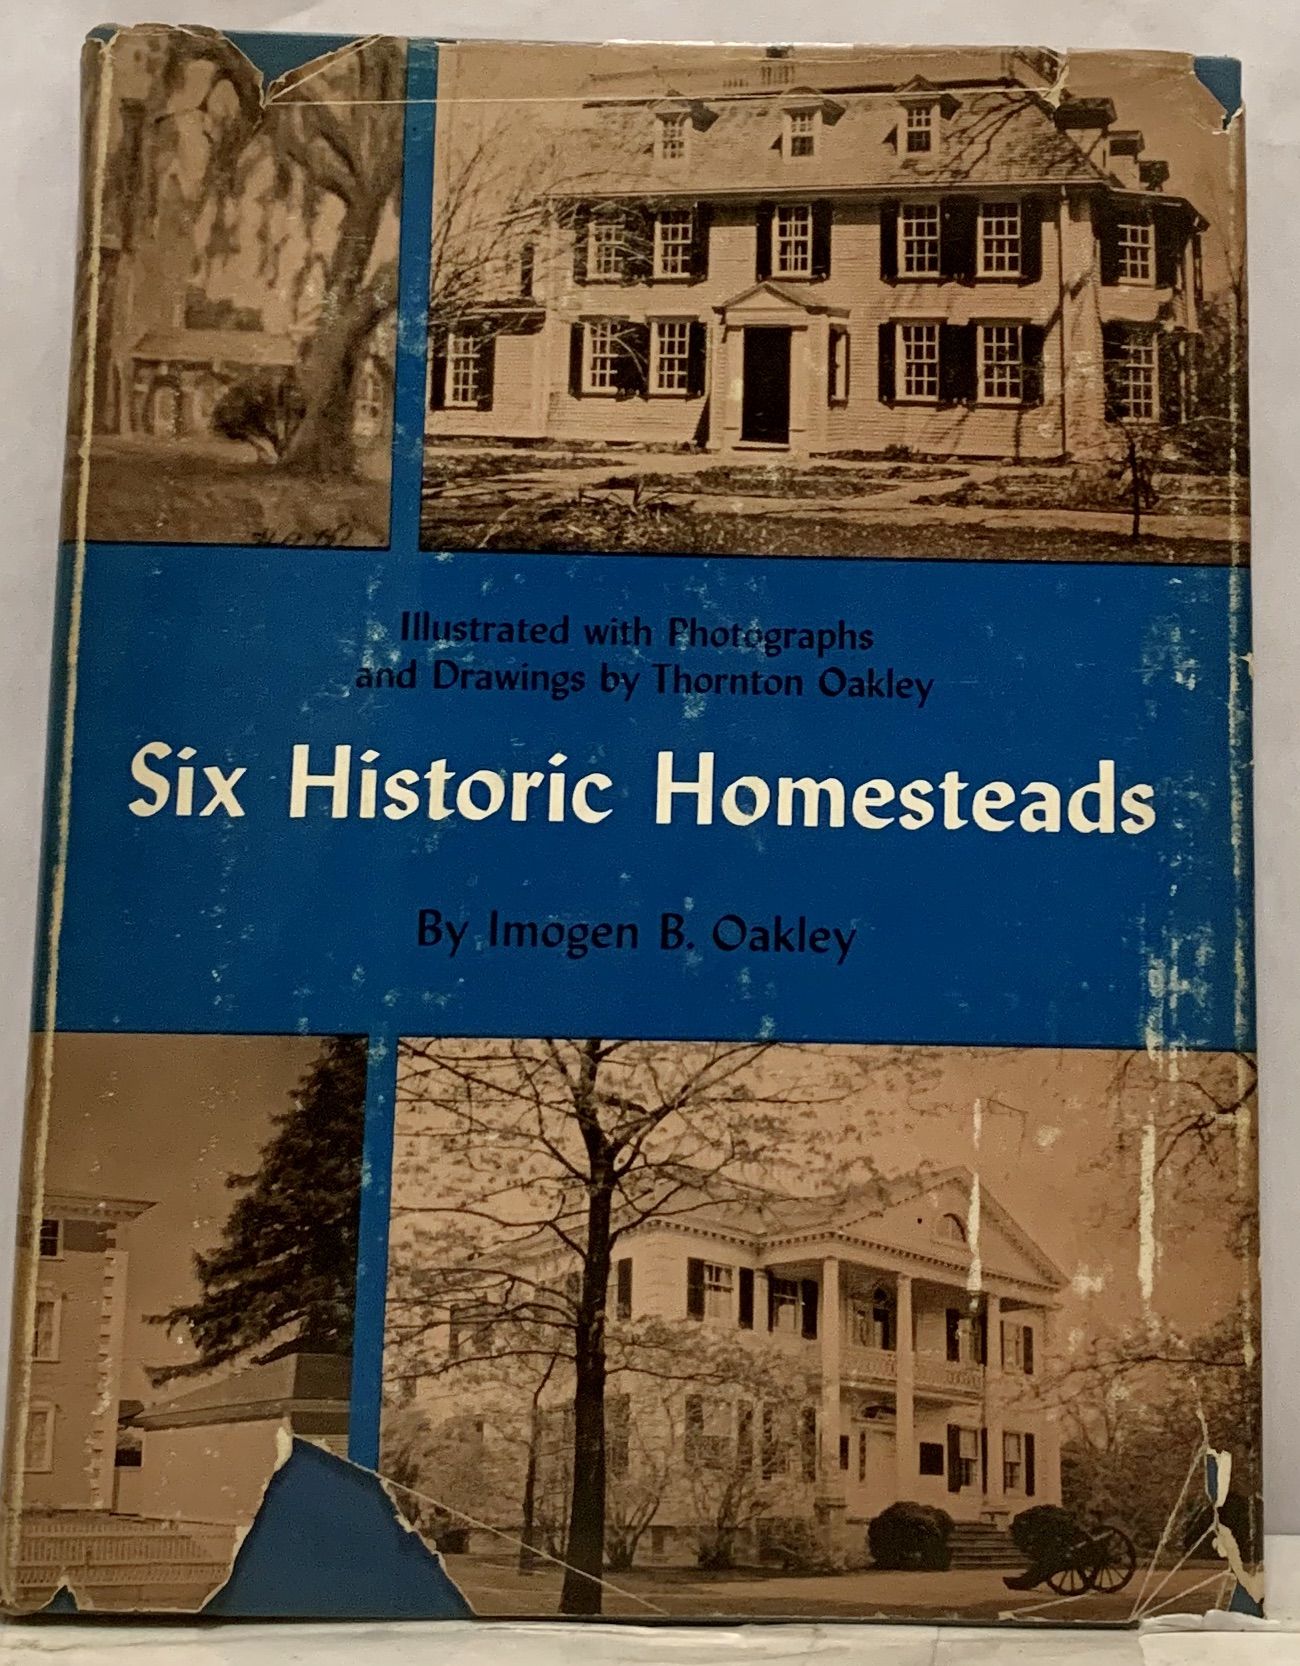 Illustrated with Photographs
and Drawings by Thornton Oakley
Six Historic Homesteads
By Imogen B. Oakley